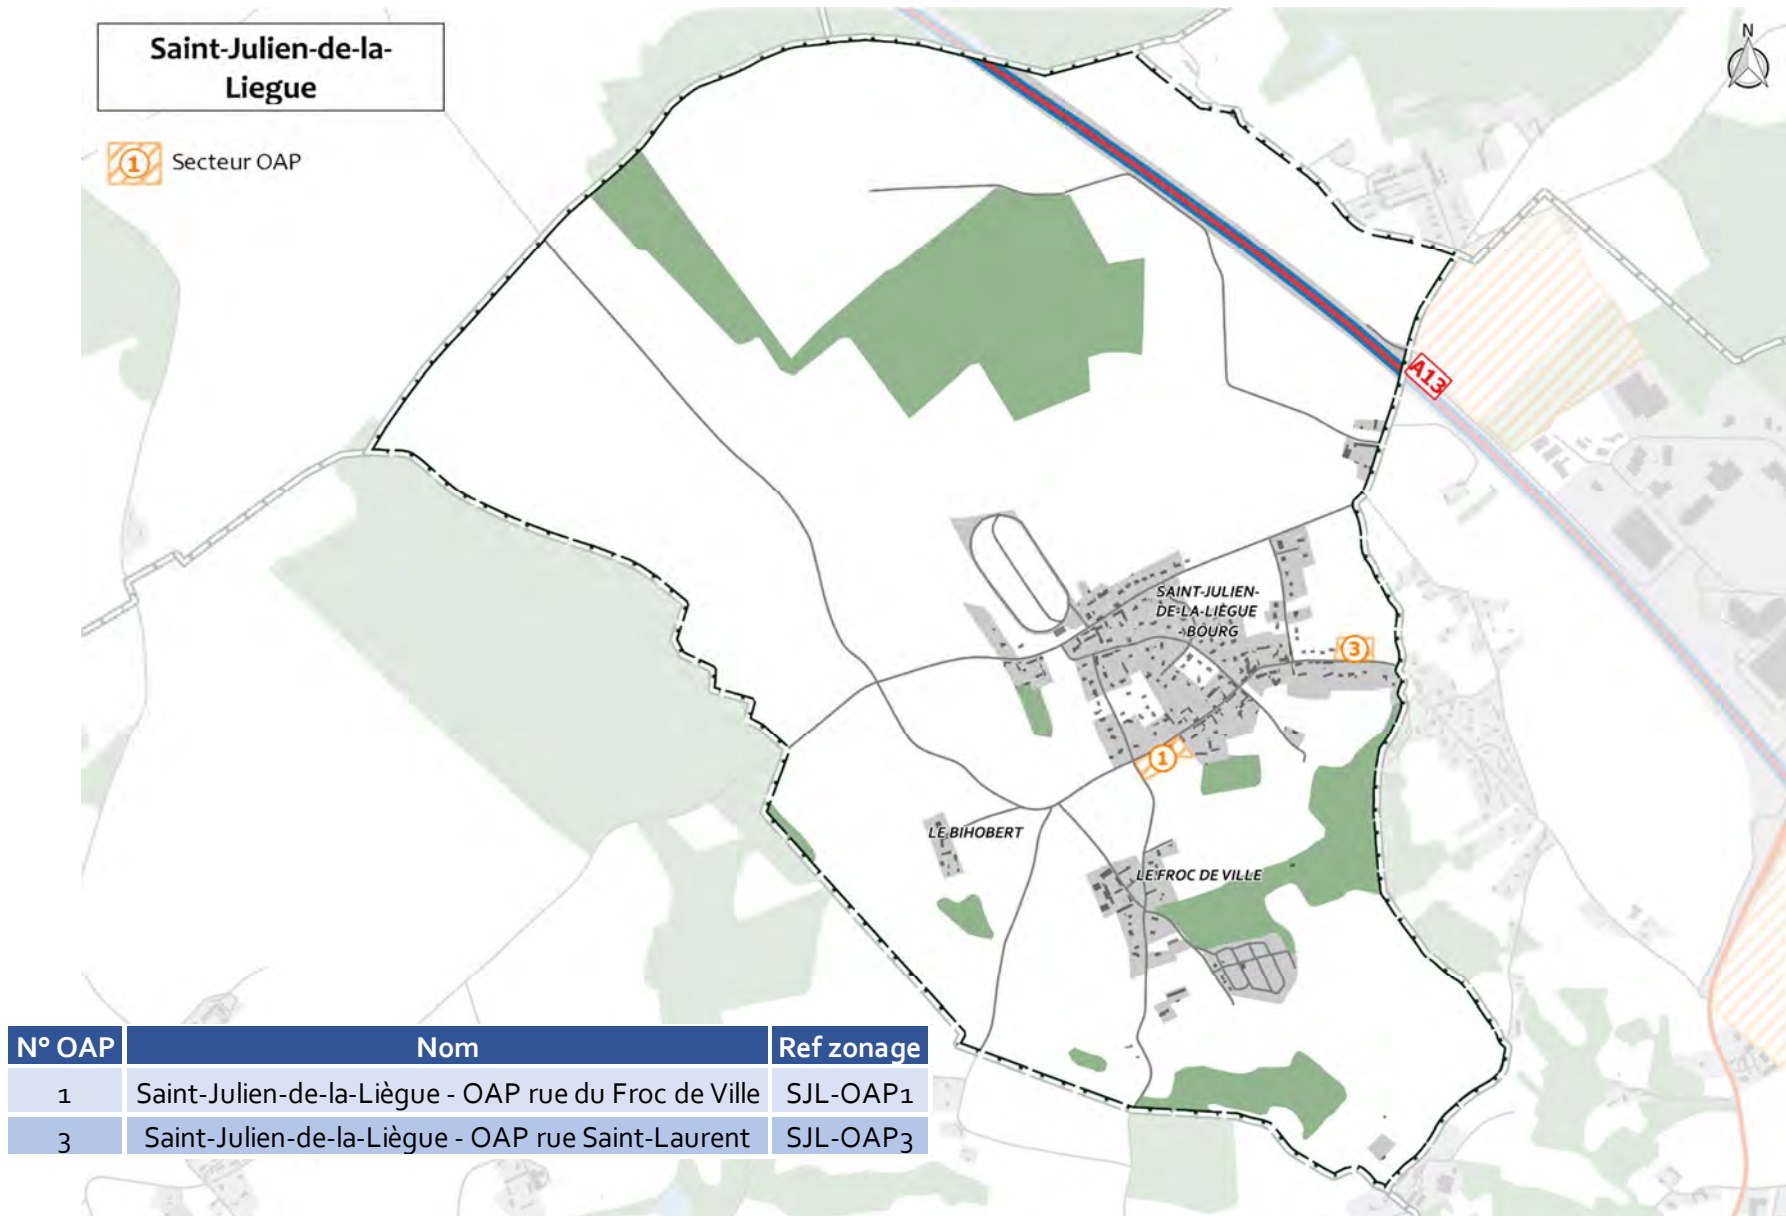 Saint-Julien-de-la-
Liegue
N
1 Secteur OAP
A13
SAINT-JULIEN-
DE-LA-LIÈGUE
- BOURG
3
1
LE BIHOBERT
LE FROC DE VILLE
N° OAP Nom Ref zonage
1 Saint-Julien-de-la-Liègue - OAP rue du Froc de Ville SJL-OAP1
3 Saint-Julien-de-la-Liègue - OAP rue Saint-Laurent SJL-OAP3